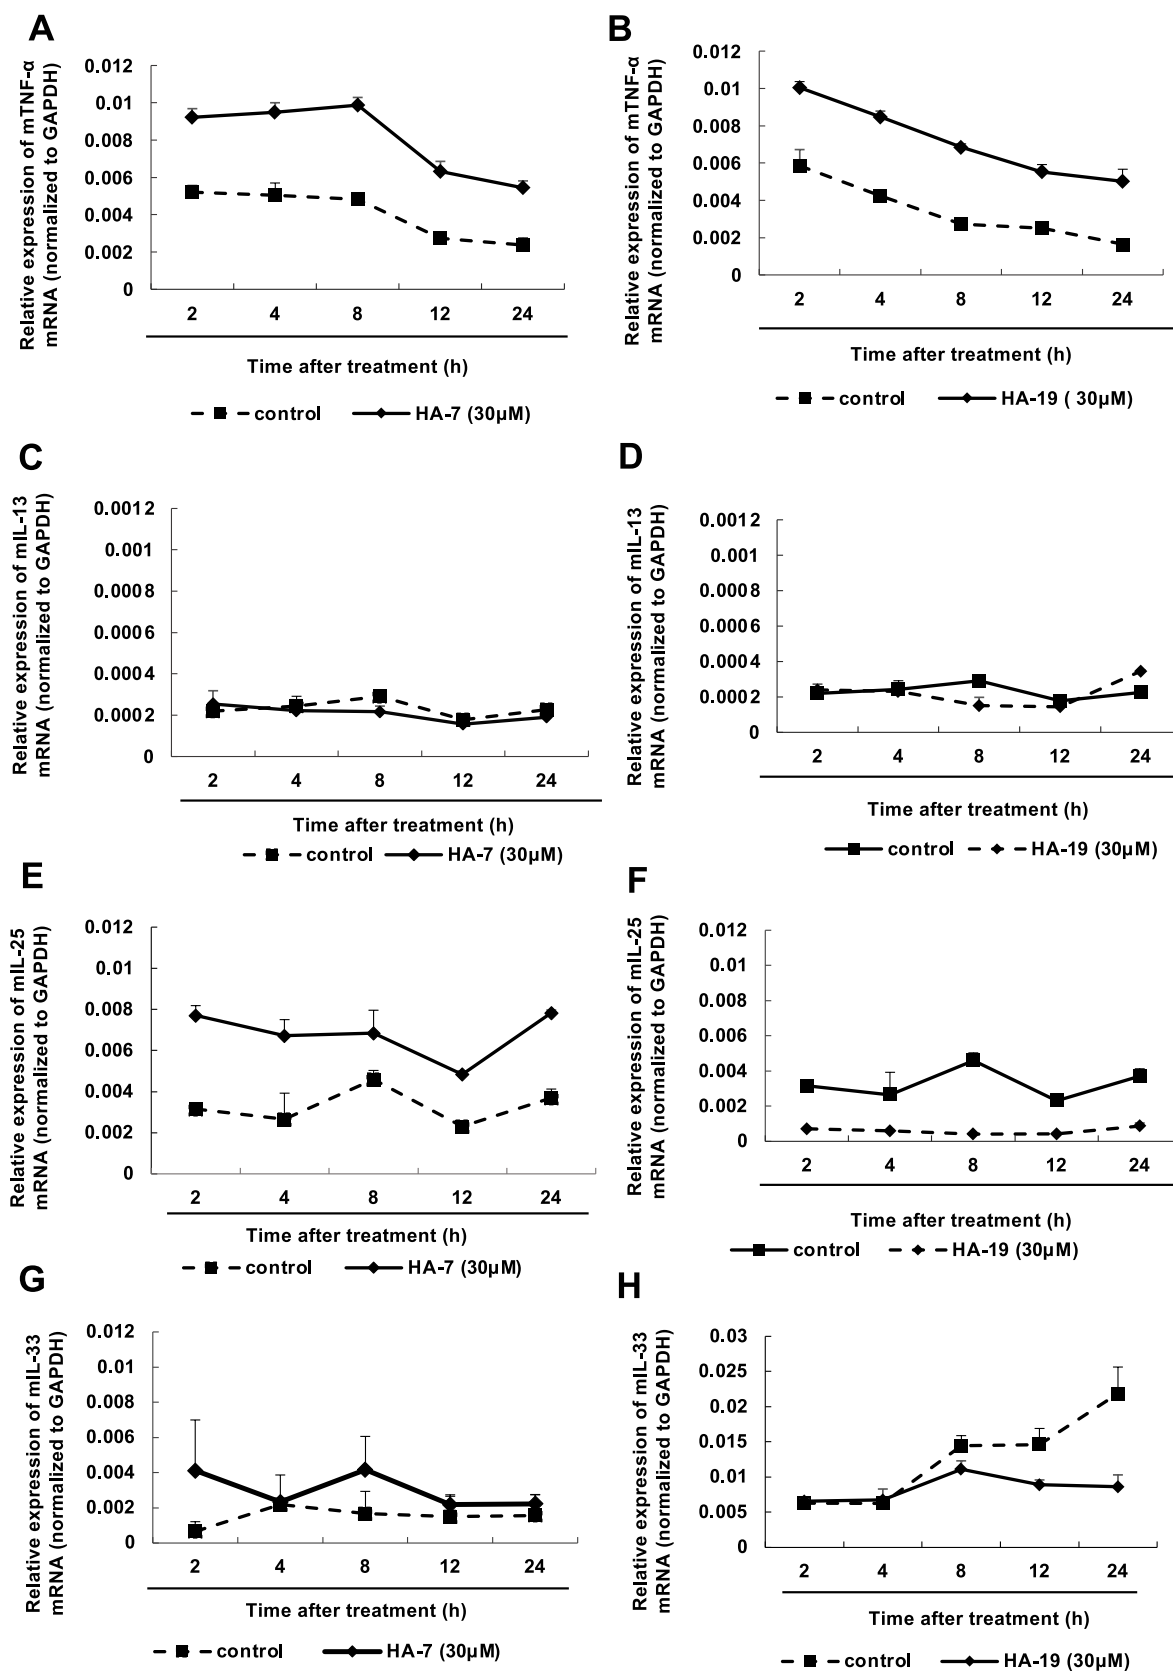 A
Relative expression of mTNF-α
mRNA (normalized to GAPDH)
0.012
0.01
0.008
0.006
0.004
0.002
0
2 4 8 12 24
Time after treatment (h)
control HA-7 (30µM)
B
Relative expression of mTNF-α
mRNA (normalized to GAPDH)
0.012
0.01
0.008
0.006
0.004
0.002
0
2 4 8 12 24
Time after treatment (h)
control HA-19 ( 30µM)
C
Relative expression of mIL-13
mRNA (normalized to GAPDH)
0.0012
0.001
0.0008
0.0006
0.0004
0.0002
0
2 4 8 12 24
Time after treatment (h)
control HA-7 (30µM)
D
Relative expression of mIL-13
mRNA (normalized to GAPDH)
0.0012
0.001
0.0008
0.0006
0.0004
0.0002
0
2 4 8 12 24
Time after treatment (h)
control HA-19 (30µM)
E
Relative expression of mIL-25
mRNA (normalized to GAPDH)
0.012
0.01
0.008
0.006
0.004
0.002
0
2 4 8 12 24
Time after treatment (h)
control HA-7 (30µM)
F
Relative expression of mIL-25
mRNA (normalized to GAPDH)
0.012
0.01
0.008
0.006
0.004
0.002
0
2 4 8 12 24
Time after treatment (h)
control HA-19 (30µM)
G
Relative expression of mIL-33
mRNA (normalized to GAPDH)
0.012
0.01
0.008
0.006
0.004
0.002
0
2 4 8 12 24
Time after treatment (h)
control HA-7 (30µM)
H
Relative expression of mIL-33
mRNA (normalized to GAPDH)
0.03
0.025
0.02
0.015
0.01
0.005
0
2 4 8 12 24
Time after treatment (h)
control HA-19 (30µM)